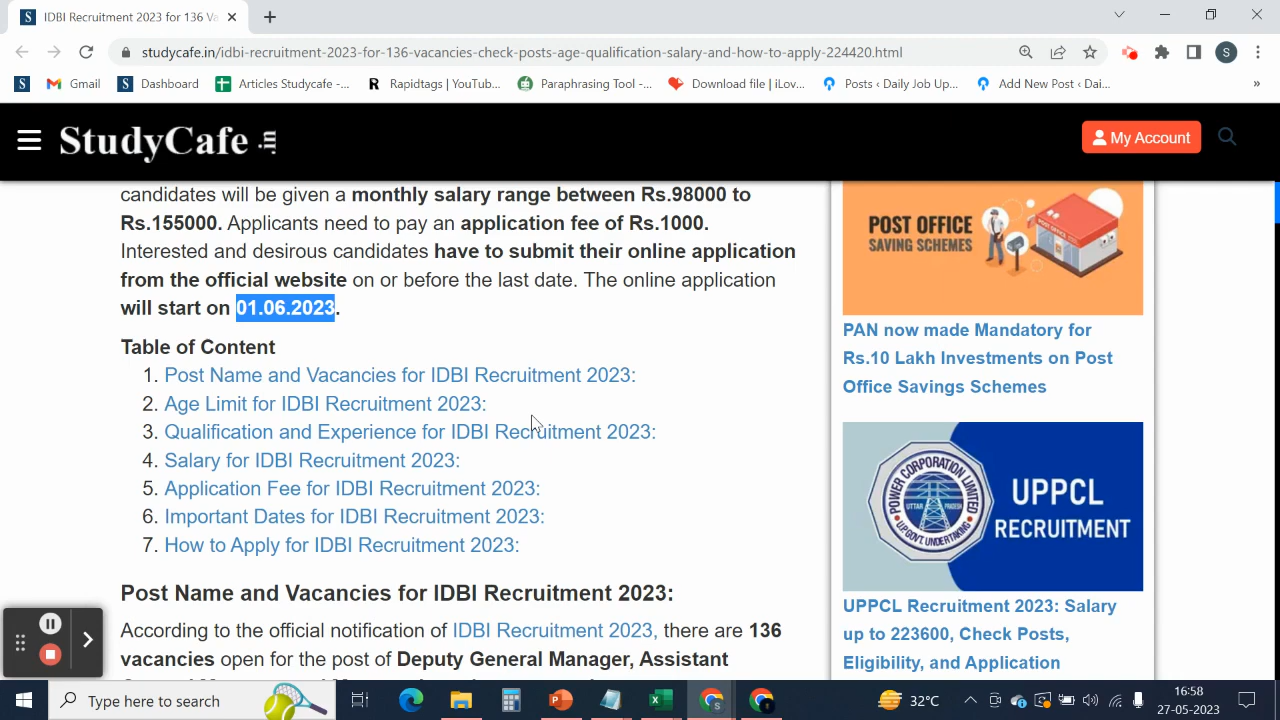 IDBI Recruitment 2023 for 136 Va
studycafe.in/idbi-recruitment-2023-for-136-vacancies-check-posts-age-qualification-salary-and-how-to-apply-224420.html
S
S
Gmail
S
Dashboard
Articles Studycafe -...
R
Rapidtags | YouTub...
Paraphrasing Tool -...
Download file | iLov...
Posts ‹ Daily Job Up...
Add New Post ‹ Dai...
»
StudyCafe .in
My Account
candidates will be given a monthly salary range between Rs.98000 to
Rs.155000. Applicants need to pay an application fee of Rs.1000.
Interested and desirous candidates have to submit their online application
from the official website on or before the last date. The online application
will start on 01.06.2023.
Table of Content
1. Post Name and Vacancies for IDBI Recruitment 2023:
2. Age Limit for IDBI Recruitment 2023:
3. Qualification and Experience for IDBI Recruitment 2023:
4. Salary for IDBI Recruitment 2023:
5. Application Fee for IDBI Recruitment 2023:
6. Important Dates for IDBI Recruitment 2023:
7. How to Apply for IDBI Recruitment 2023:
Post Name and Vacancies for IDBI Recruitment 2023:
According to the official notification of IDBI Recruitment 2023, there are 136
vacancies open for the post of Deputy General Manager, Assistant
POST OFFICE
SAVING SCHEMES
PAN now made Mandatory for
Rs.10 Lakh Investments on Post
Office Savings Schemes
POWER CORPORATION LIMITED
UTTAR PRADESH
UP GOVT. UNDERTAKING
UPPCL
RECRUITMENT
UPPCL Recruitment 2023: Salary
up to 223600, Check Posts,
Eligibility, and Application
Type here to search
32°C
16:58
27-05-2023